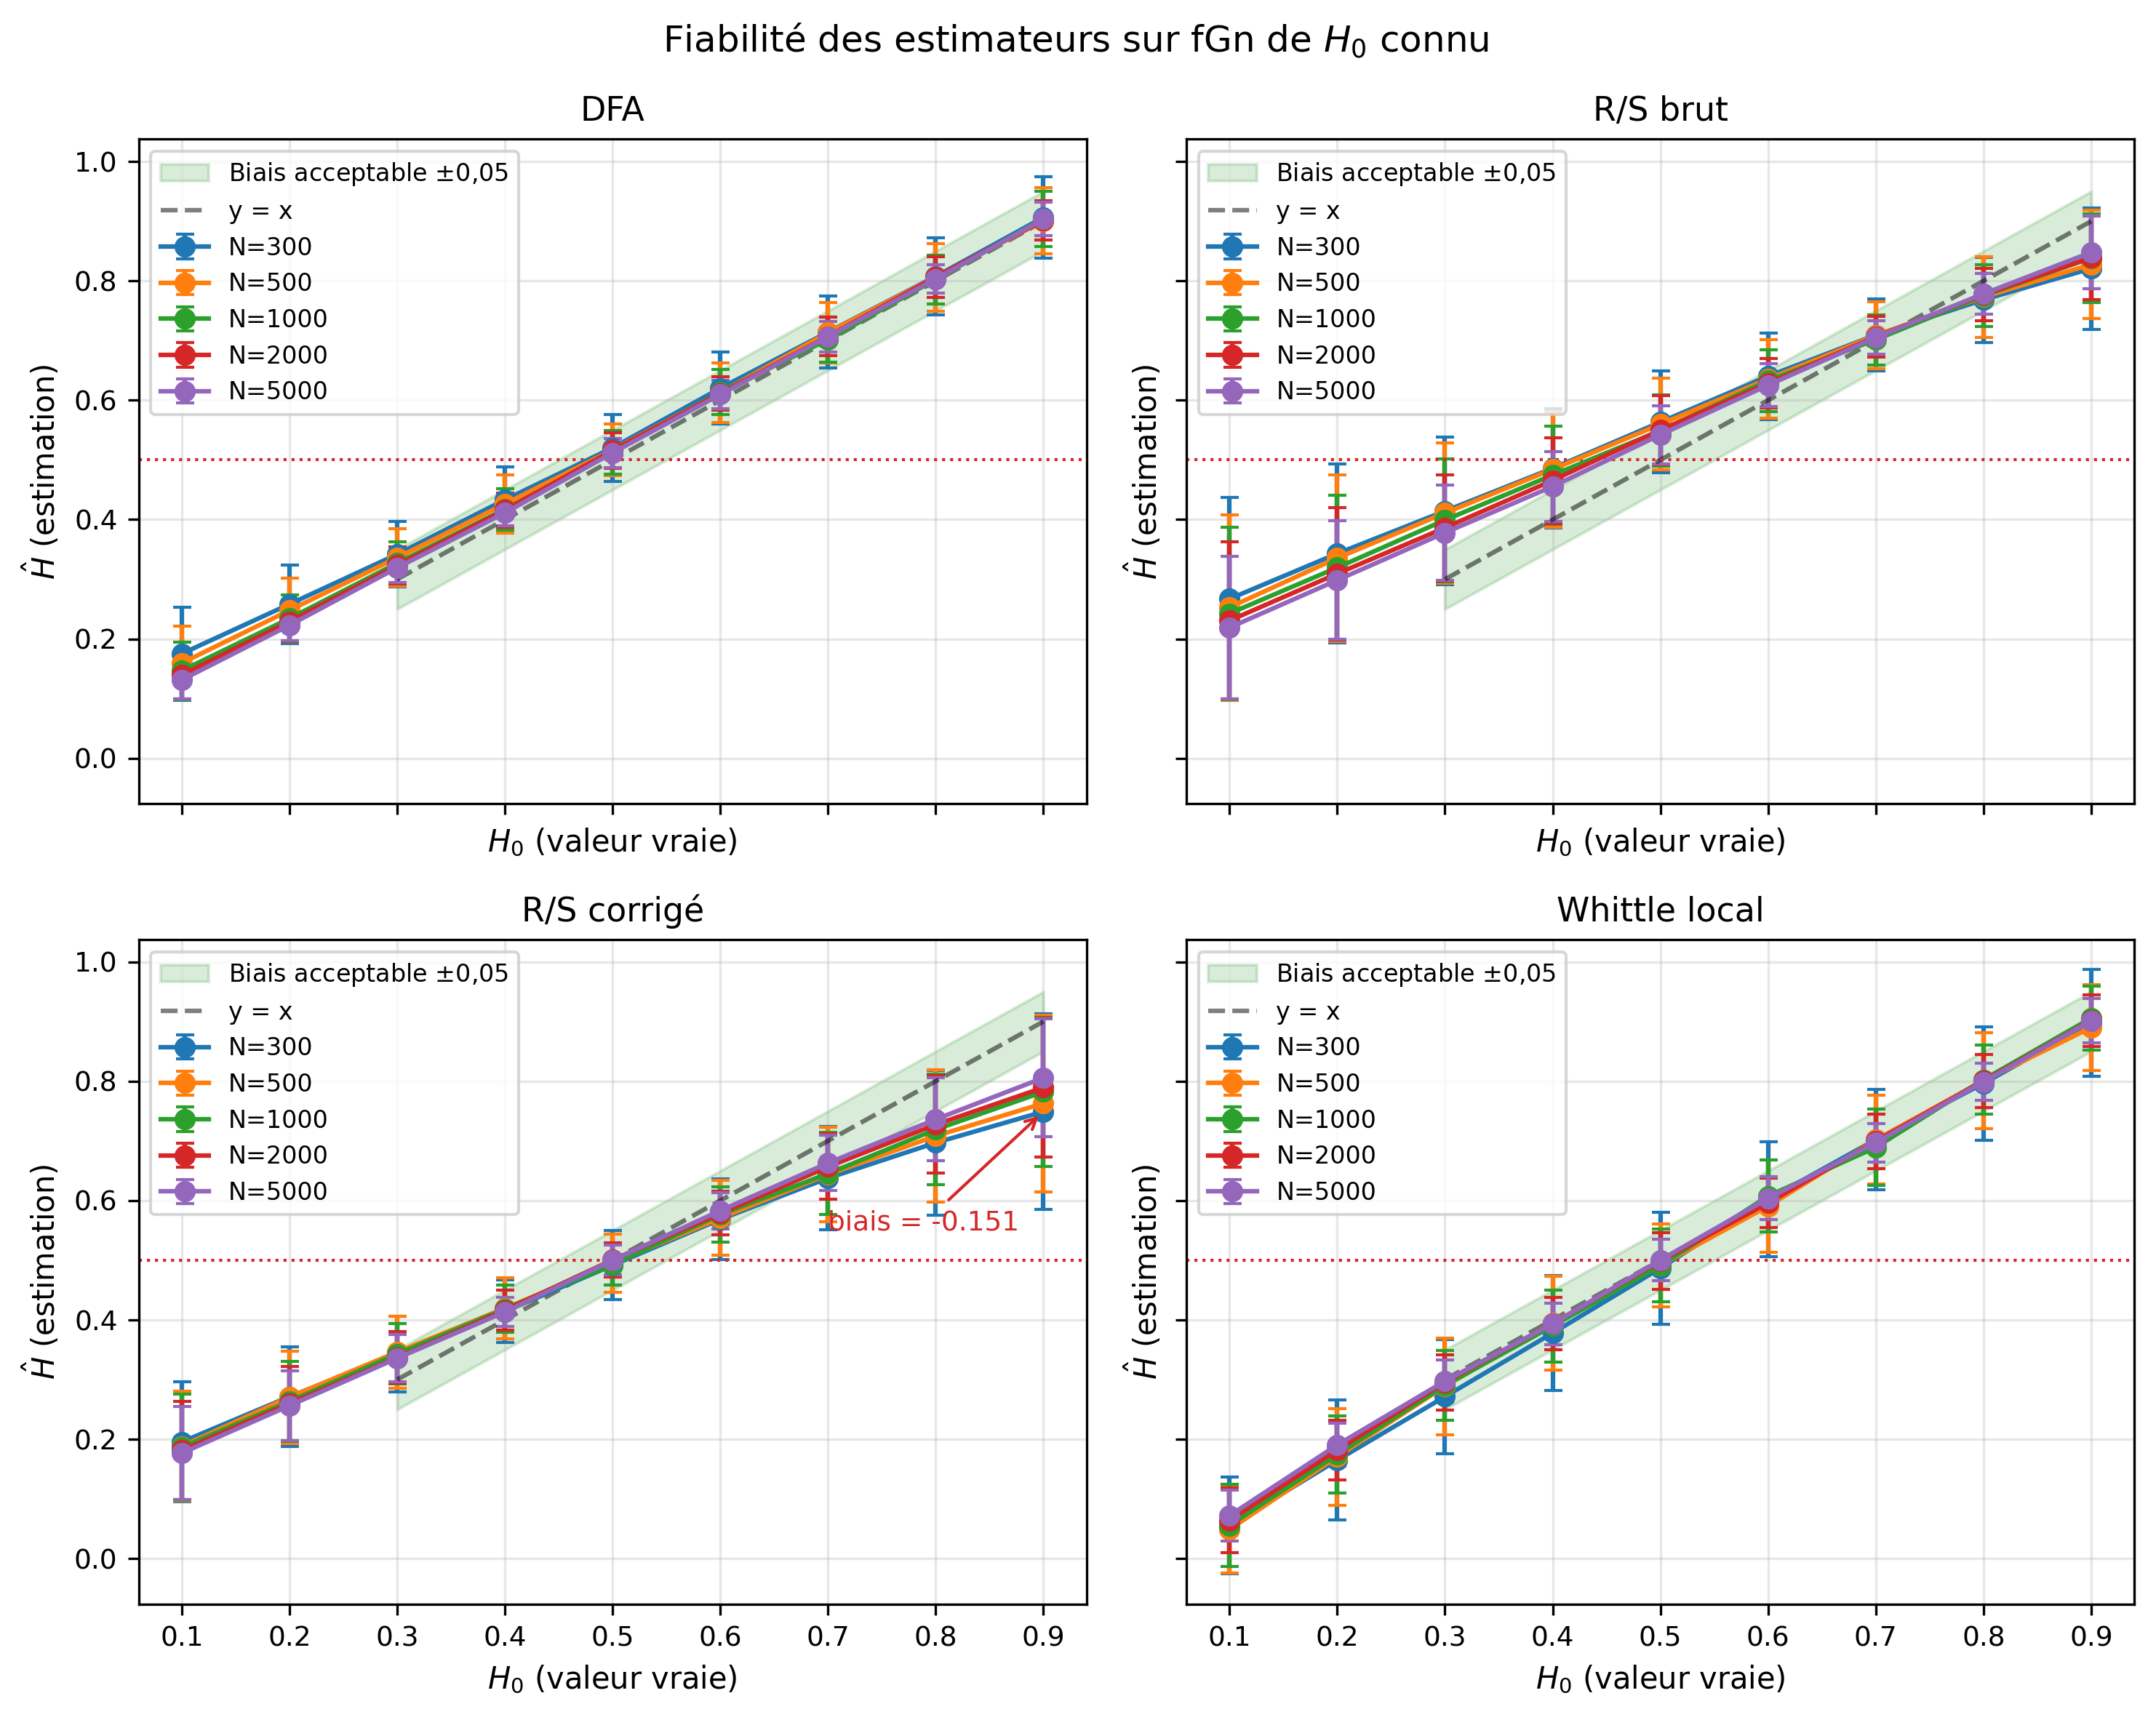 Fiabilité des estimateurs sur fGn de H₀ connu
DFA
Biais acceptable ±0,05
y = x
N=300
N=500
N=1000
N=2000
N=5000
1.0
0.8
0.6
0.4
0.2
0.0
Ĥ (estimation)
H₀ (valeur vraie)
R/S brut
Biais acceptable ±0,05
y = x
N=300
N=500
N=1000
N=2000
N=5000
Ĥ (estimation)
H₀ (valeur vraie)
R/S corrigé
Biais acceptable ±0,05
y = x
N=300
N=500
N=1000
N=2000
N=5000
biais = -0.151
1.0
0.8
0.6
0.4
0.2
0.0
Ĥ (estimation)
0.1 0.2 0.3 0.4 0.5 0.6 0.7 0.8 0.9
H₀ (valeur vraie)
Whittle local
Biais acceptable ±0,05
y = x
N=300
N=500
N=1000
N=2000
N=5000
Ĥ (estimation)
0.1 0.2 0.3 0.4 0.5 0.6 0.7 0.8 0.9
H₀ (valeur vraie)